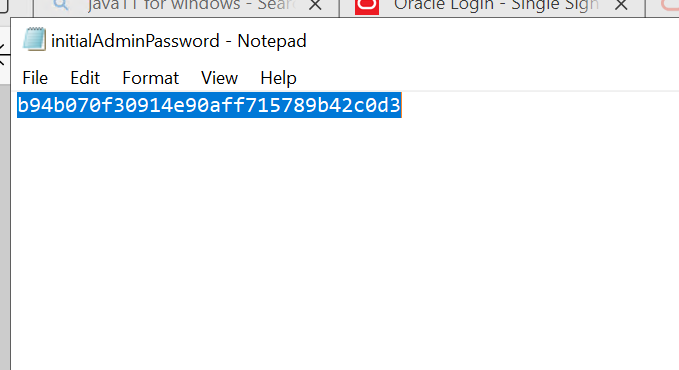 java11 for windows - Sear
Oracle Login - Single Sign
initialAdminPassword - Notepad
File Edit Format View Help
b94b070f30914e90aff715789b42c0d3